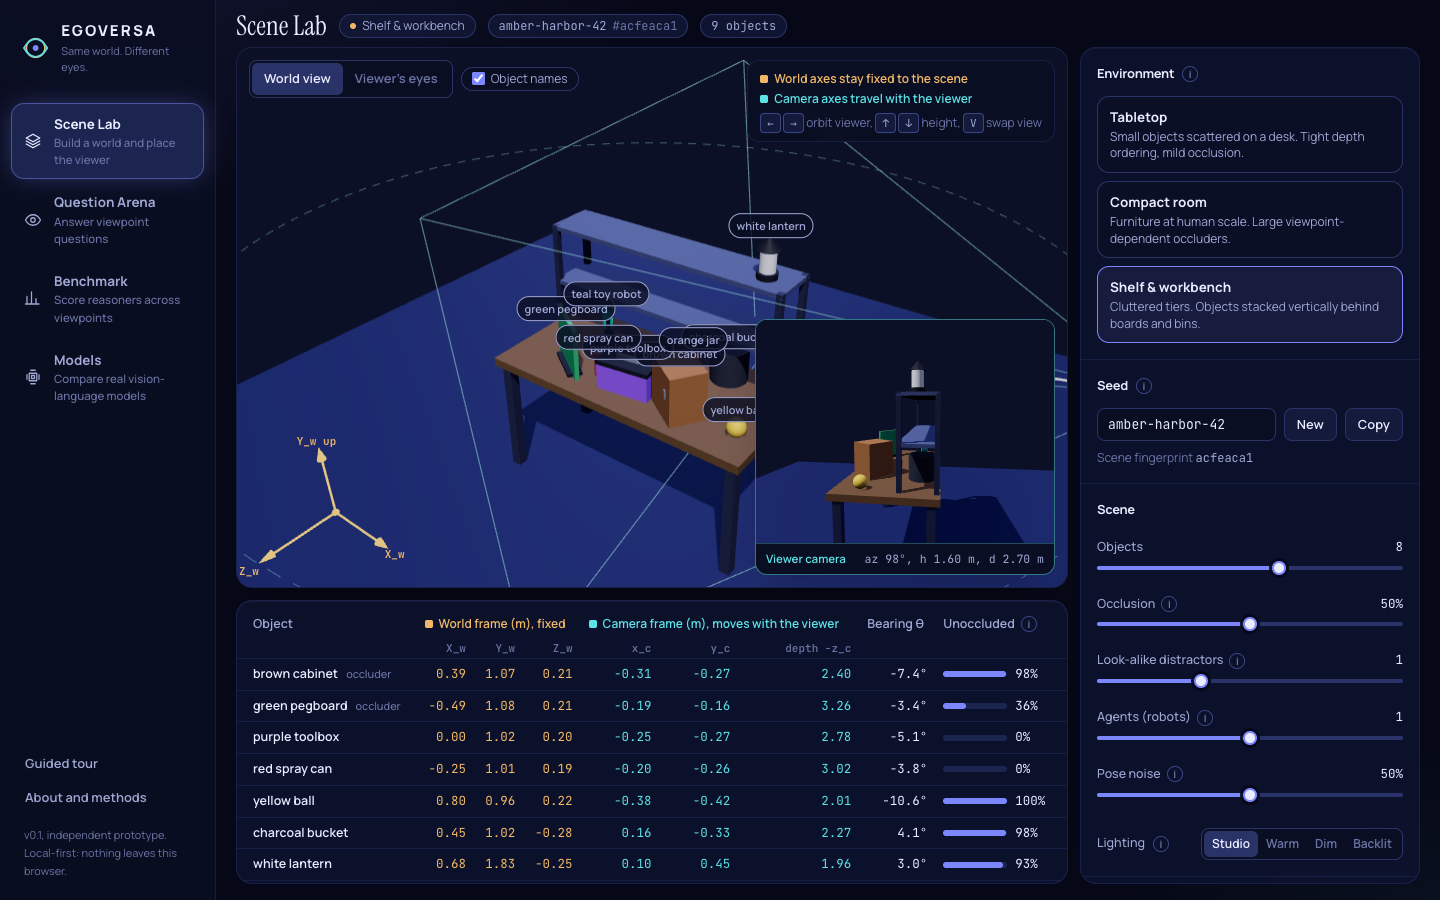 EGOVERSA
Same world. Different
eyes.
Scene Lab
Build a world and place
the viewer
Question Arena
Answer viewpoint
questions
Benchmark
Score reasoners across
viewpoints
Models
Compare real vision-
language models
Guided tour
About and methods
v0.1, independent prototype.
Local-first: nothing leaves this
browser.
Scene Lab
Shelf & workbench
amber-harbor-42 #acfeaca1
9 objects
World view
Viewer's eyes
Object names
World axes stay fixed to the scene
Camera axes travel with the viewer
← → orbit viewer, ↑ ↓ height, V swap view
white lantern
teal toy robot
green pegboard
red spray can
orange jar
purple toolbox
cabinet
yellow
Y_w up
X_w
Z_w
Viewer camera az 98°, h 1.60 m, d 2.70 m
Object World frame (m), fixed Camera frame (m), moves with the viewer Bearing θ Unoccluded i
X_w Y_w Z_w x_c y_c depth -z_c
brown cabinet occluder 0.39 1.07 0.21 -0.31 -0.27 2.40 -7.4° 98%
green pegboard occluder -0.49 1.08 0.21 -0.19 -0.16 3.26 -3.4° 36%
purple toolbox 0.00 1.02 0.20 -0.25 -0.27 2.78 -5.1° 0%
red spray can -0.25 1.01 0.19 -0.20 -0.26 3.02 -3.8° 0%
yellow ball 0.80 0.96 0.22 -0.38 -0.42 2.01 -10.6° 100%
charcoal bucket 0.45 1.02 -0.28 0.16 -0.33 2.27 4.1° 98%
white lantern 0.68 1.83 -0.25 0.10 0.45 1.96 3.0° 93%
Environment i
Tabletop
Small objects scattered on a desk. Tight depth
ordering, mild occlusion.
Compact room
Furniture at human scale. Large viewpoint-
dependent occluders.
Shelf & workbench
Cluttered tiers. Objects stacked vertically behind
boards and bins.
Seed i
amber-harbor-42
New
Copy
Scene fingerprint acfeaca1
Scene
Objects 8
Occlusion i 50%
Look-alike distractors i 1
Agents (robots) i 1
Pose noise i 50%
Lighting i Studio Warm Dim Backlit